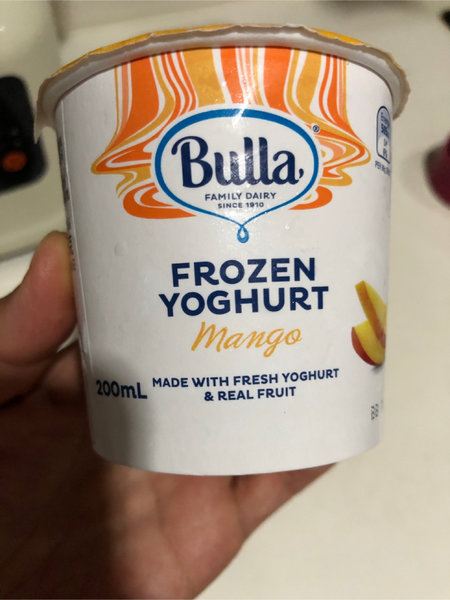 Bulla
®
FAMILY DAIRY
SINCE 1910
FROZEN
YOGHURT
Mango
200mL
MADE WITH FRESH YOGHURT
& REAL FRUIT